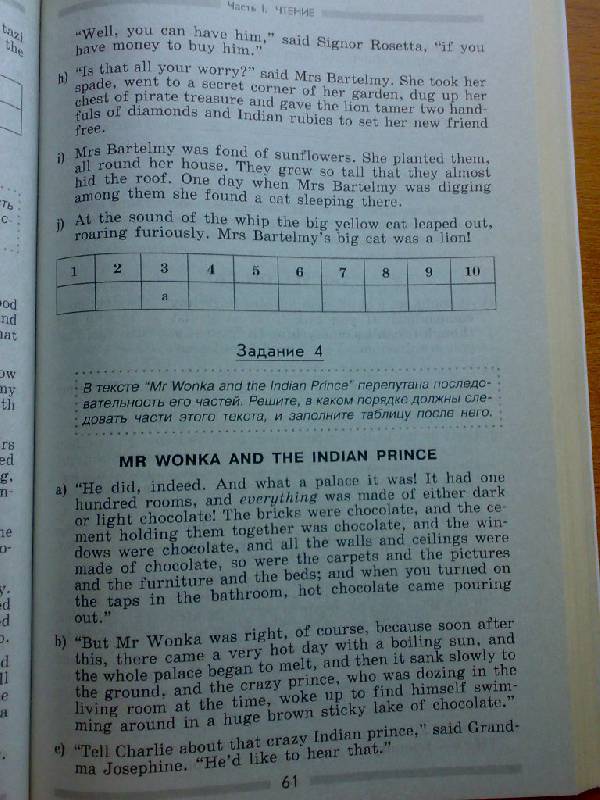 Часть I. ЧТЕНИЕ
"Well, you can have him," said Signor Rosetta, "if you
have money to buy him."
h) "Is that all your worry?" said Mrs Bartelmy. She took her
spade, went to a secret corner of her garden, dug up her
chest of pirate treasure and gave the lion tamer two hand-
fuls of diamonds and Indian rubies to set her new friend
free.
i) Mrs Bartelmy was fond of sunflowers. She planted them,
all round her house. They grew so tall that they almost
hid the roof. One day when Mrs Bartelmy was digging
among them she found a cat sleeping there.
j) At the sound of the whip the big yellow cat leaped out,
roaring furiously. Mrs Bartelmy's big cat was a lion!
1 2 3 4 5 6 7 8 9 10
a
Задание 4
В тексте "Mr Wonka and the Indian Prince" перепутана последо-
вательность его частей. Решите, в каком порядке должны сле-
довать части этого текста, и заполните таблицу после него.
MR WONKA AND THE INDIAN PRINCE
a) "He did, indeed. And what a palace it was! It had one
hundred rooms, and everything was made of either dark
or light chocolate! The bricks were chocolate, and the ce-
ment holding them together was chocolate, and the win-
dows were chocolate, and all the walls and ceilings were
made of chocolate, so were the carpets and the pictures
and the furniture and the beds; and when you turned on
the taps in the bathroom, hot chocolate came pouring
out."
b) "But Mr Wonka was right, of course, because soon after
this, there came a very hot day with a boiling sun, and
the whole palace began to melt, and then it sank slowly to
the ground, and the crazy prince, who was dozing in the
living room at the time, woke up to find himself swim-
ming around in a huge brown sticky lake of chocolate."
c) "Tell Charlie about that crazy Indian prince," said Grand-
ma Josephine. "He'd like to hear that."
61